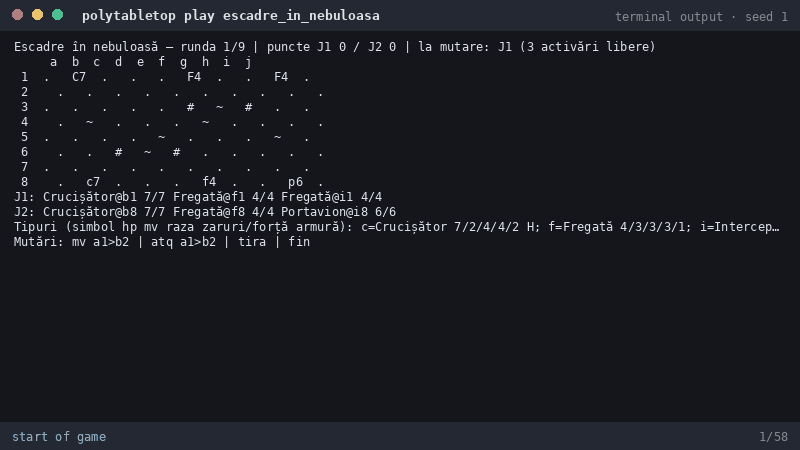 polytabletop play escadre_in_nebuloasa
terminal output · seed 1
Escadre în nebuloasă — runda 1/9 | puncte J1 0 / J2 0 | la mutare: J1 (3 activări libere)
a b c d e f g h i j
1 . C7 . . . F4 . . F4 .
2 . . . . . . . . . .
3 . . . . . # ~ # . .
4 . ~ . . . ~ . . . .
5 . . . . ~ . . . ~ .
6 . . # ~ # . . . . .
7 . . . . . . . . . .
8 . c7 . . . f4 . . p6 .
J1: Crucișător@b1 7/7 Fregată@f1 4/4 Fregată@i1 4/4
J2: Crucișător@b8 7/7 Fregată@f8 4/4 Portavion@i8 6/6
Tipuri (simbol hp mv raza zaruri/forță armură): c=Crucișător 7/2/4/4/2 H; f=Fregată 4/3/3/3/1; i=Intercep…
Mutări: mv a1>b2 | atq a1>b2 | tira | fin
start of game
1/58